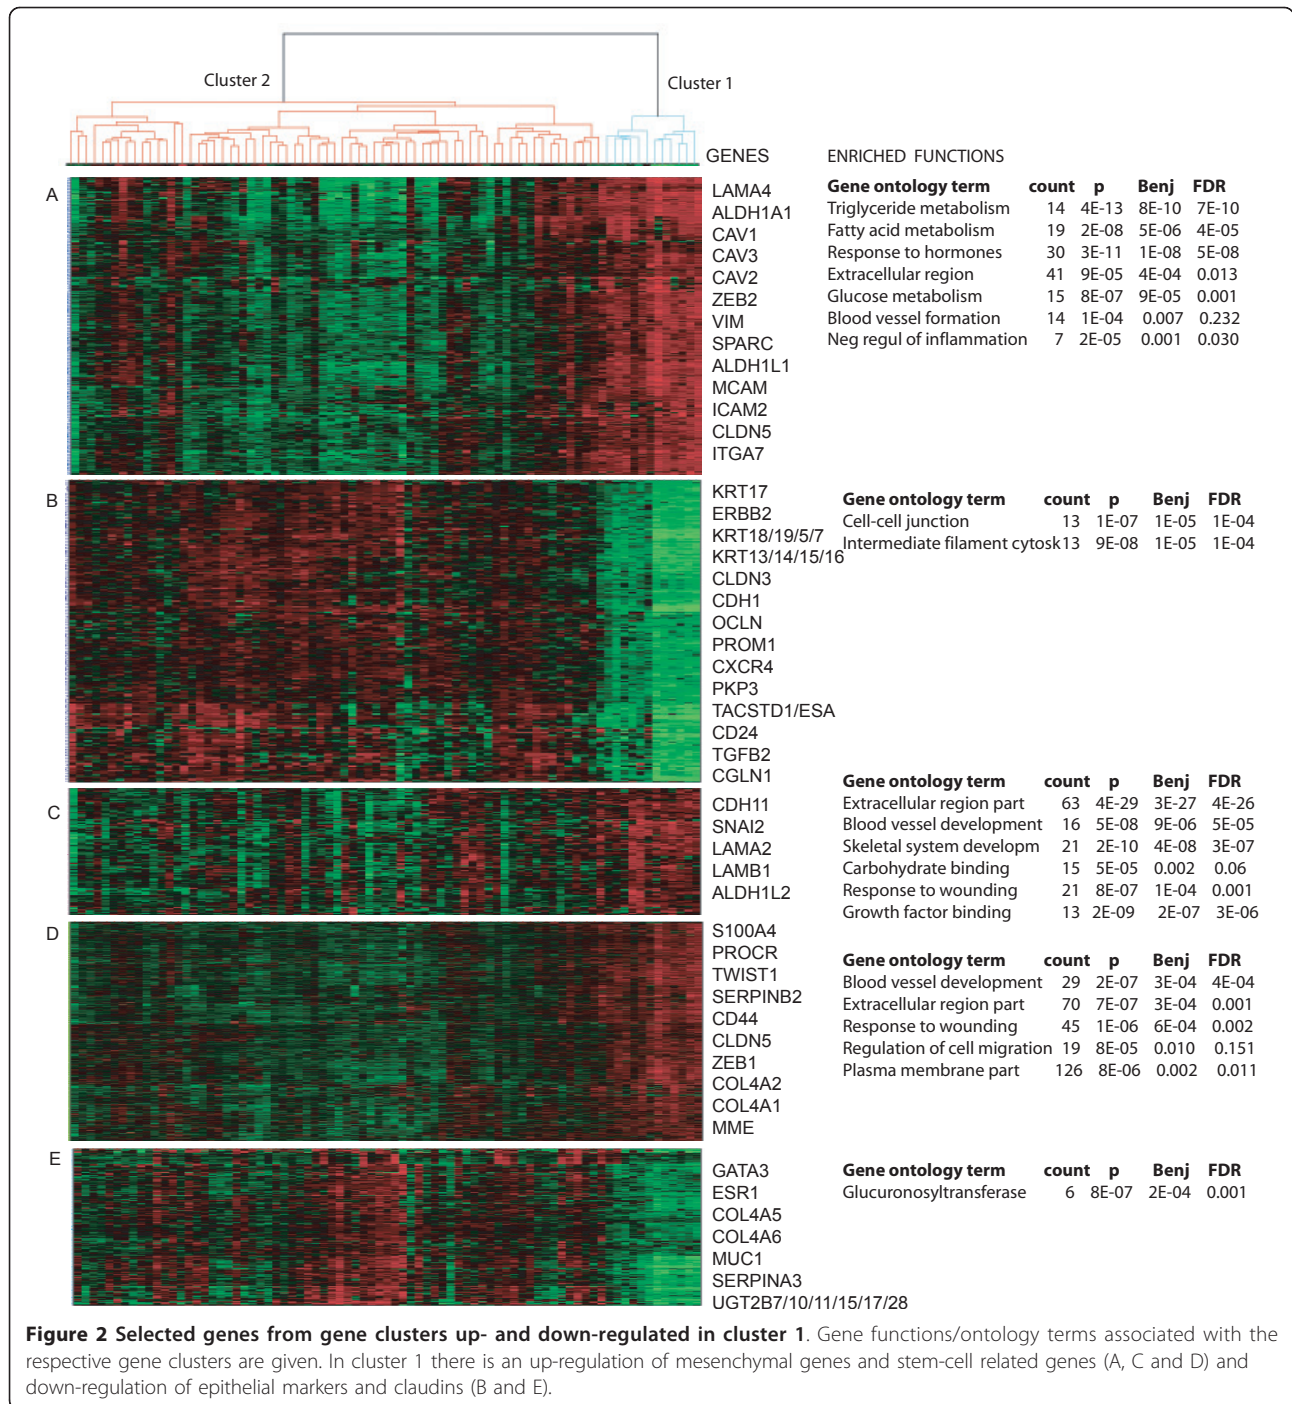 Cluster 2
Cluster 1
GENES
ENRICHED FUNCTIONS
A
LAMA4
ALDH1A1
CAV1
CAV3
CAV2
ZEB2
VIM
SPARC
ALDH1L1
MCAM
ICAM2
CLDN5
ITGA7
Gene ontology term count p Benj FDR
Triglyceride metabolism 14 4E-13 8E-10 7E-10
Fatty acid metabolism 19 2E-08 5E-06 4E-05
Response to hormones 30 3E-11 1E-08 5E-08
Extracellular region 41 9E-05 4E-04 0.013
Glucose metabolism 15 8E-07 9E-05 0.001
Blood vessel formation 14 1E-04 0.007 0.232
Neg regul of inflammation 7 2E-05 0.001 0.030
B
KRT17
ERBB2
KRT18/19/5/7
KRT13/14/15/16
CLDN3
CDH1
OCLN
PROM1
CXCR4
PKP3
TACSTD1/ESA
CD24
TGFB2
CGLN1
Gene ontology term count p Benj FDR
Cell-cell junction 13 1E-07 1E-05 1E-04
Intermediate filament cytosk 13 9E-08 1E-05 1E-04
C
CDH11
SNAI2
LAMA2
LAMB1
ALDH1L2
Gene ontology term count p Benj FDR
Extracellular region part 63 4E-29 3E-27 4E-26
Blood vessel development 16 5E-08 9E-06 5E-05
Skeletal system developm 21 2E-10 4E-08 3E-07
Carbohydrate binding 15 5E-05 0.002 0.06
Response to wounding 21 8E-07 1E-04 0.001
Growth factor binding 13 2E-09 2E-07 3E-06
D
S100A4
PROCR
TWIST1
SERPINB2
CD44
CLDN5
ZEB1
COL4A2
COL4A1
MME
Gene ontology term count p Benj FDR
Blood vessel development 29 2E-07 3E-04 4E-04
Extracellular region part 70 7E-07 3E-04 0.001
Response to wounding 45 1E-06 6E-04 0.002
Regulation of cell migration 19 8E-05 0.010 0.151
Plasma membrane part 126 8E-06 0.002 0.011
E
GATA3
ESR1
COL4A5
COL4A6
MUC1
SERPINA3
UGT2B7/10/11/15/17/28
Gene ontology term count p Benj FDR
Glucuronosyltransferase 6 8E-07 2E-04 0.001
Figure 2 Selected genes from gene clusters up- and down-regulated in cluster 1. Gene functions/ontology terms associated with the
respective gene clusters are given. In cluster 1 there is an up-regulation of mesenchymal genes and stem-cell related genes (A, C and D) and
down-regulation of epithelial markers and claudins (B and E).